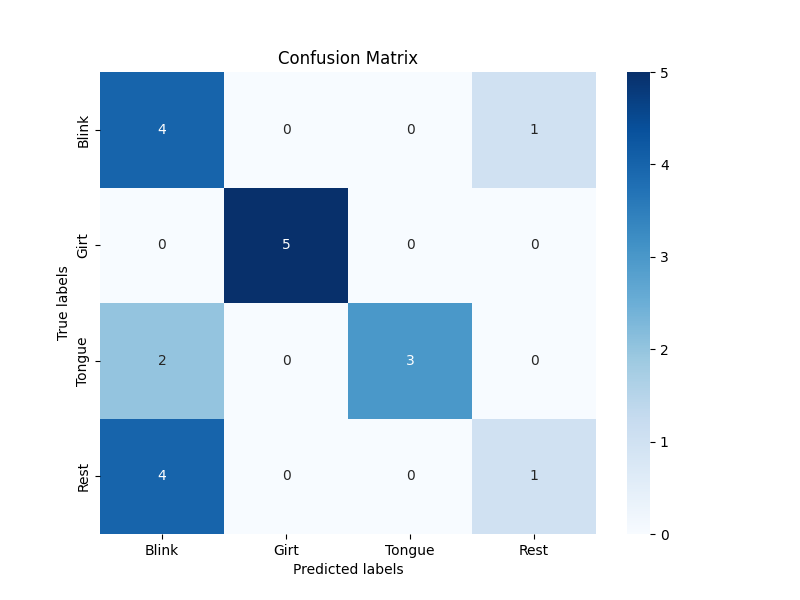 Confusion Matrix
True labels
Blink 4 0 0 1
Girt 0 5 0 0
Tongue 2 0 3 0
Rest 4 0 0 1
Blink Girt Tongue Rest
Predicted labels
5
4
3
2
1
0